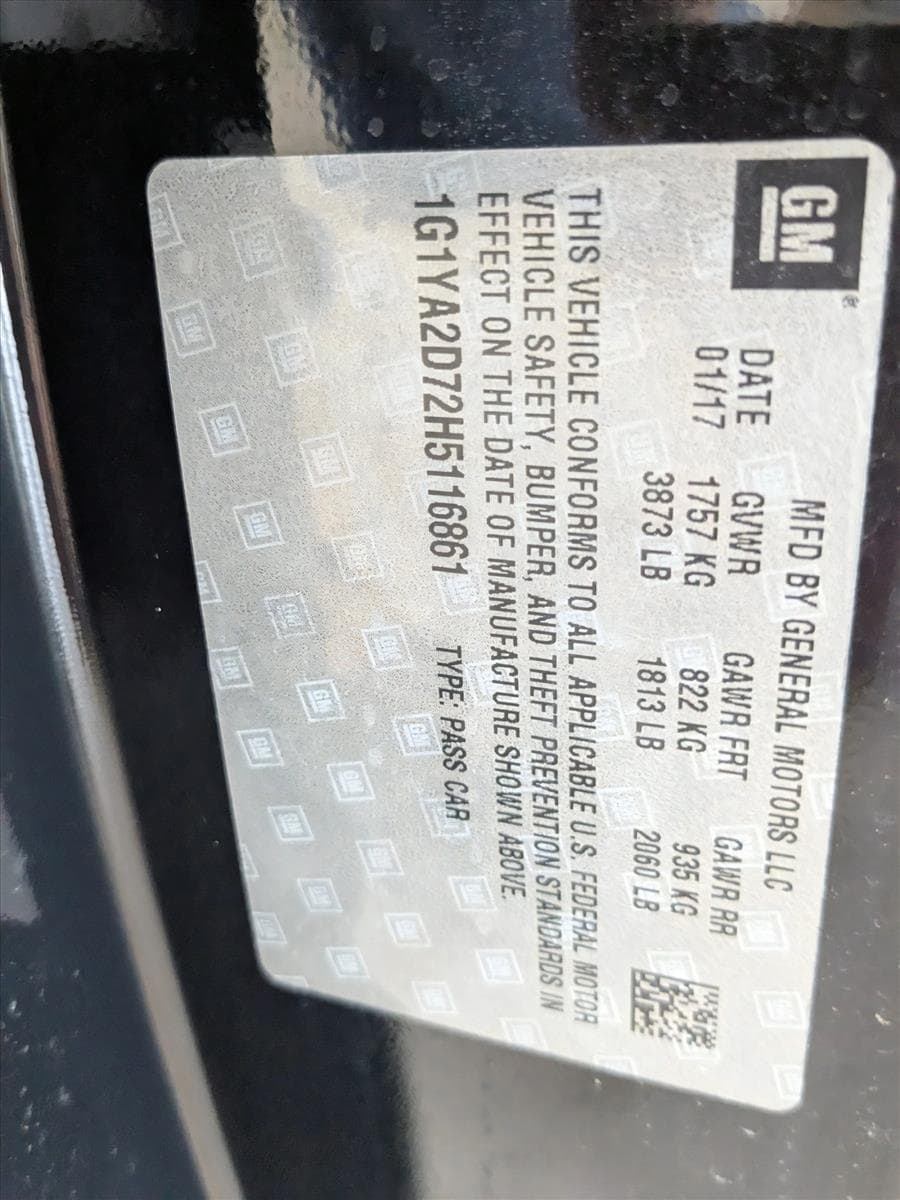 GM
MFD BY GENERAL MOTORS LLC
DATE GVWR GAWR FRT GAWR RR
01/17 1757 KG 822 KG 935 KG
3873 LB 1813 LB 2060 LB
THIS VEHICLE CONFORMS TO ALL APPLICABLE U.S. FEDERAL MOTOR
VEHICLE SAFETY, BUMPER, AND THEFT PREVENTION STANDARDS IN
EFFECT ON THE DATE OF MANUFACTURE SHOWN ABOVE.
1G1YA2D72H5116861 TYPE: PASS CAR